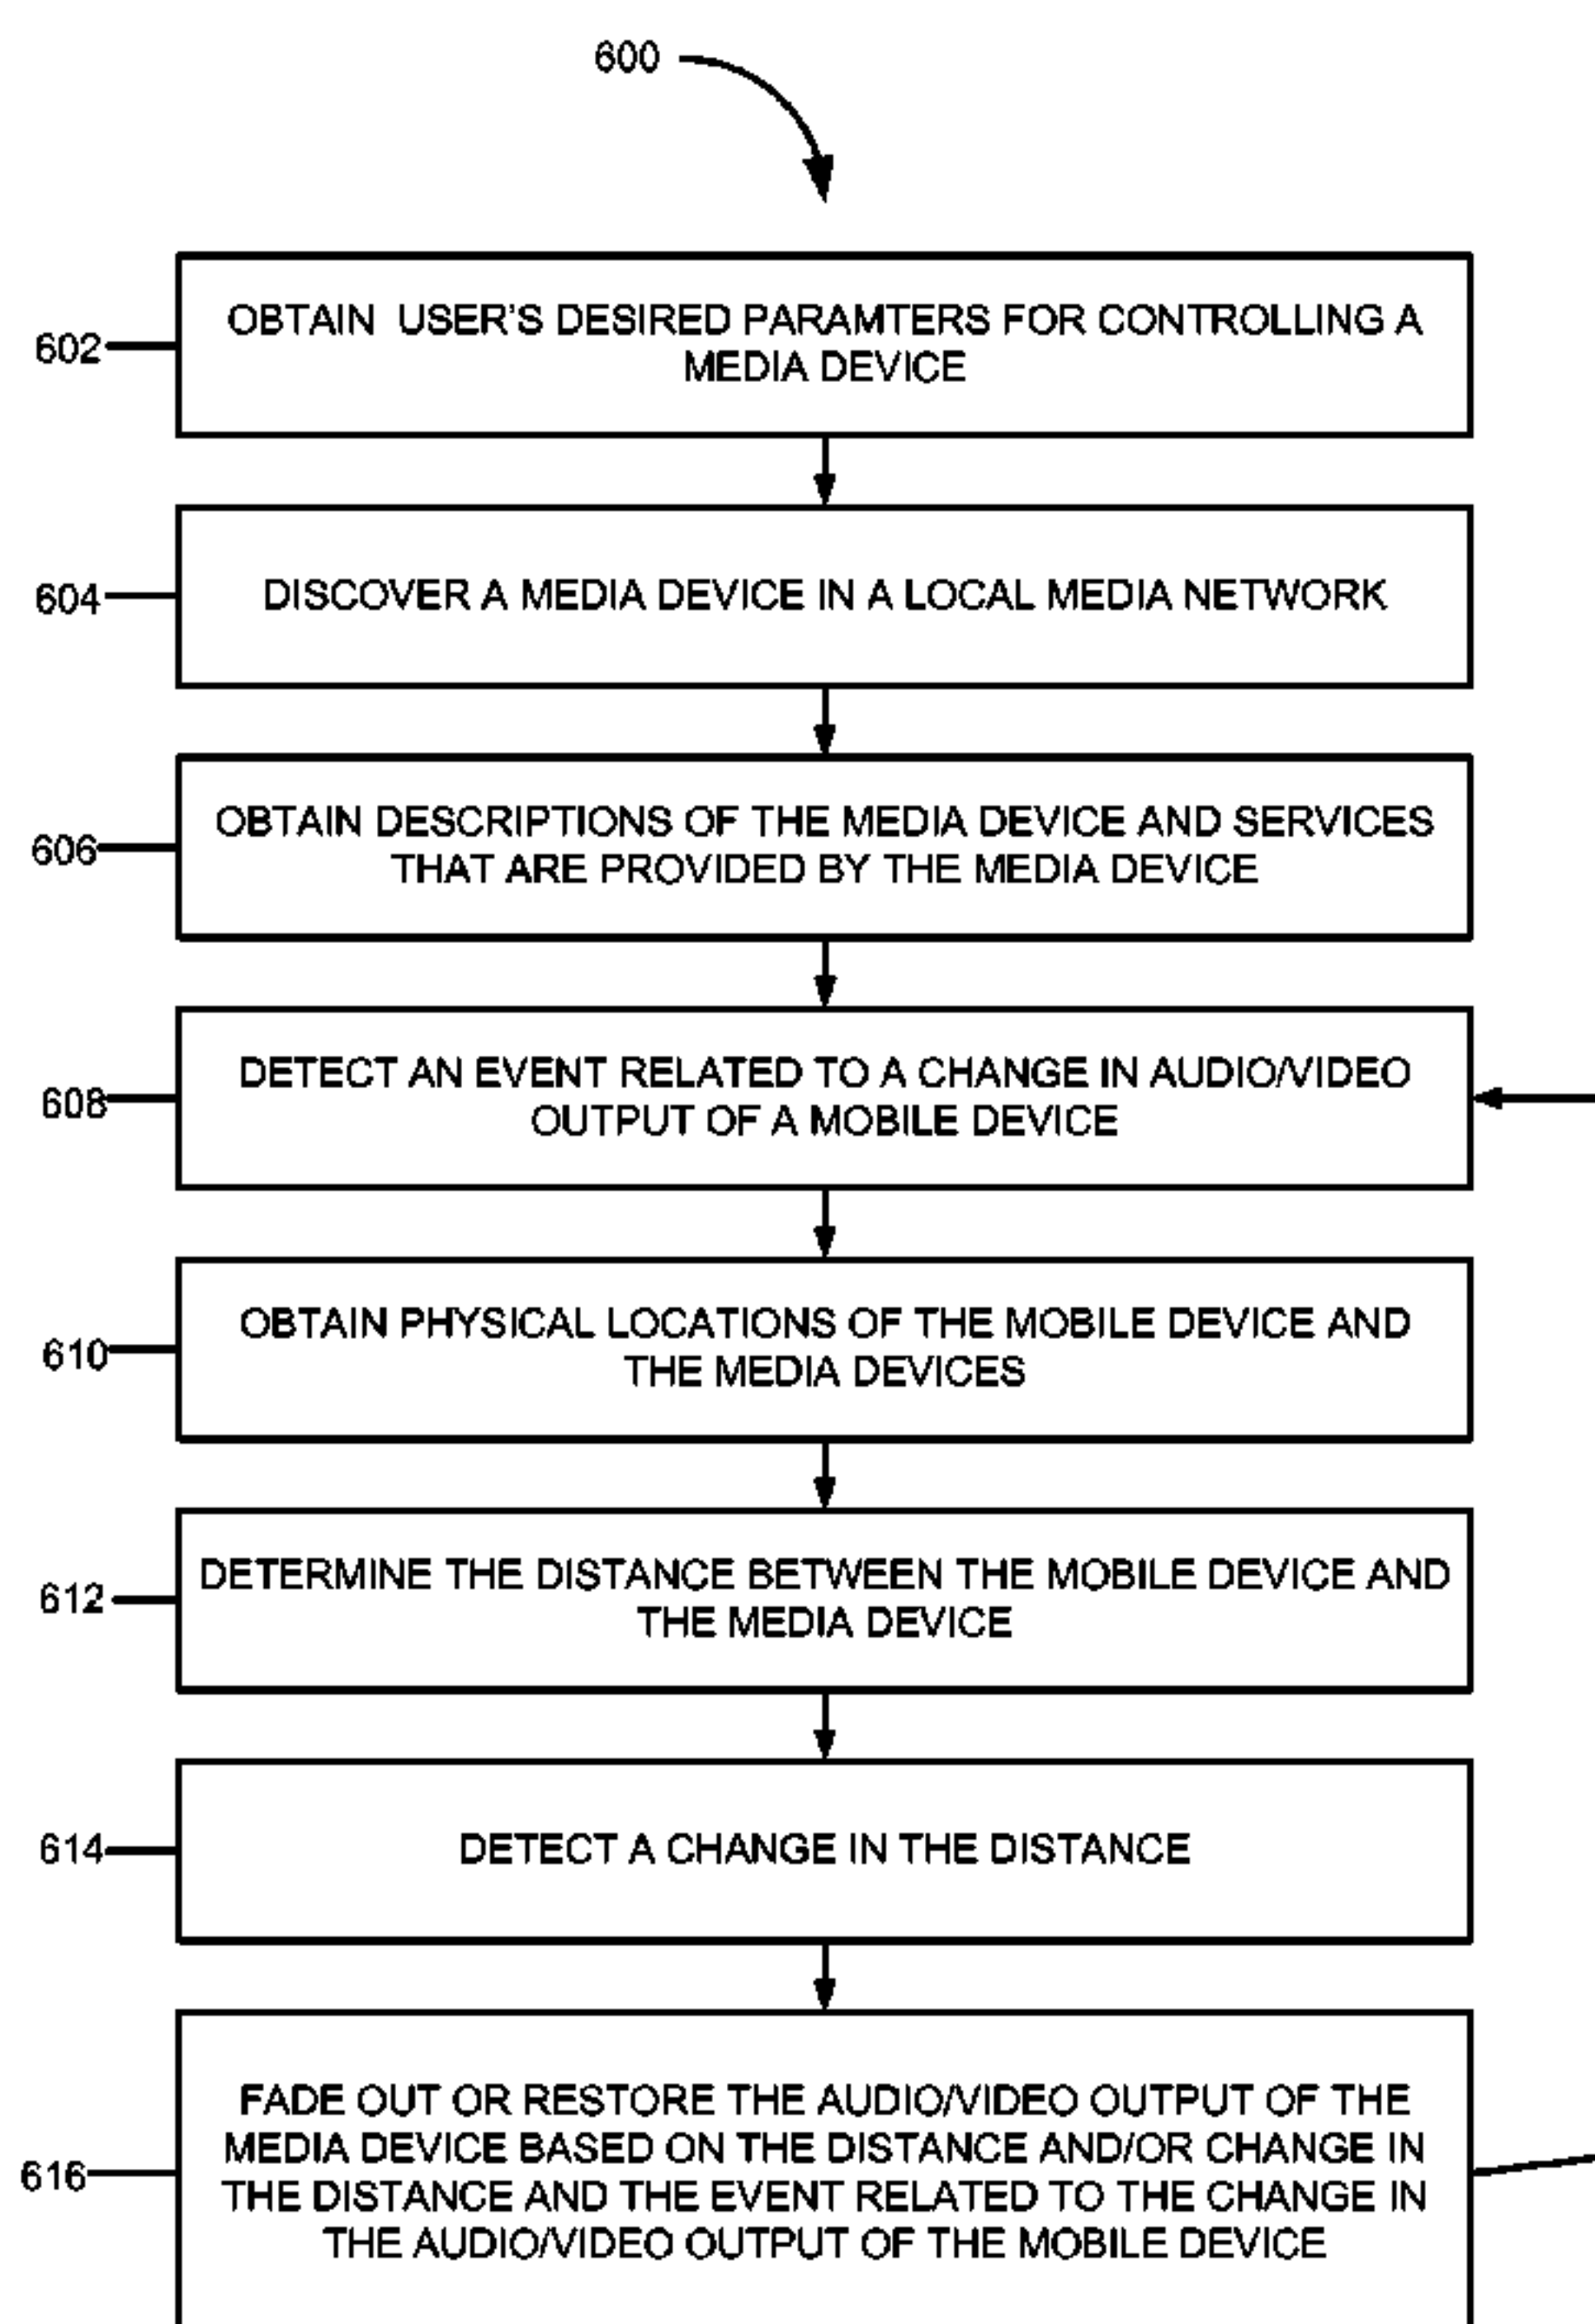 600
602
OBTAIN USER'S DESIRED PARAMTERS FOR CONTROLLING A
MEDIA DEVICE
604
DISCOVER A MEDIA DEVICE IN A LOCAL MEDIA NETWORK
606
OBTAIN DESCRIPTIONS OF THE MEDIA DEVICE AND SERVICES
THAT ARE PROVIDED BY THE MEDIA DEVICE
608
DETECT AN EVENT RELATED TO A CHANGE IN AUDIO/VIDEO
OUTPUT OF A MOBILE DEVICE
610
OBTAIN PHYSICAL LOCATIONS OF THE MOBILE DEVICE AND
THE MEDIA DEVICES
612
DETERMINE THE DISTANCE BETWEEN THE MOBILE DEVICE AND
THE MEDIA DEVICE
614
DETECT A CHANGE IN THE DISTANCE
616
FADE OUT OR RESTORE THE AUDIO/VIDEO OUTPUT OF THE
MEDIA DEVICE BASED ON THE DISTANCE AND/OR CHANGE IN
THE DISTANCE AND THE EVENT RELATED TO THE CHANGE IN
THE AUDIO/VIDEO OUTPUT OF THE MOBILE DEVICE